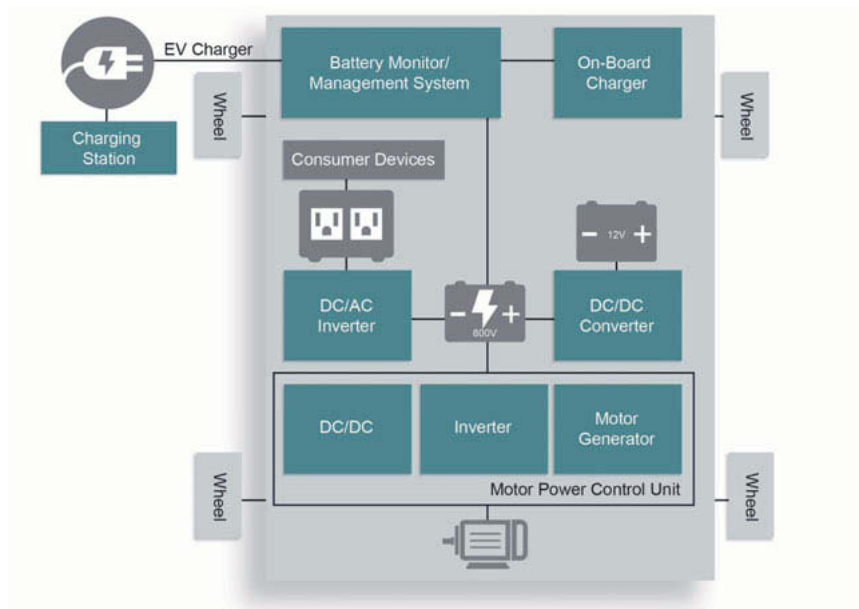 EV Charger
Battery Monitor/
Management System
On-Board
Charger
Wheel
Wheel
Charging
Station
Consumer Devices
12V
DC/AC
Inverter
600V
DC/DC
Converter
DC/DC
Inverter
Motor
Generator
Motor Power Control Unit
Wheel
Wheel